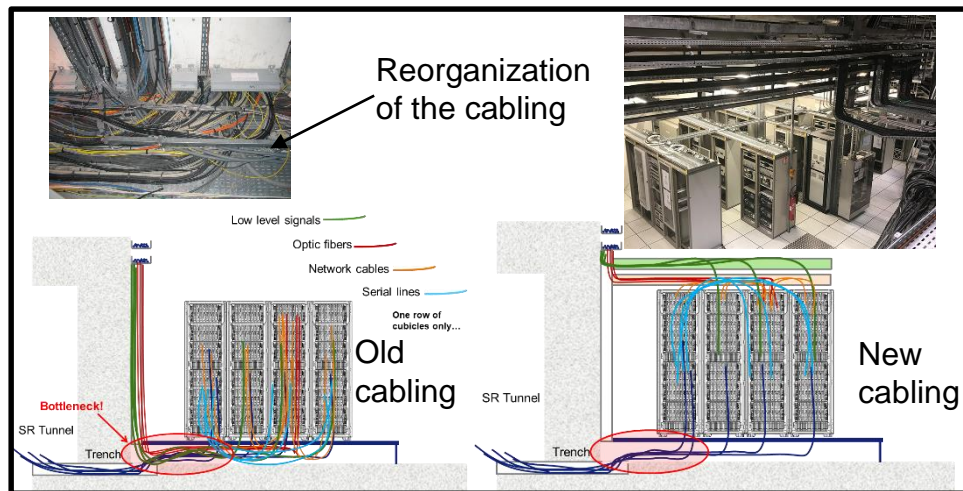 Reorganization
of the cabling
Low level signals
Optic fibers
Network cables
Serial lines
One row of
cubicles only…
Old
cabling
Bottleneck!
SR Tunnel
Trench
New
cabling
SR Tunnel
Trench